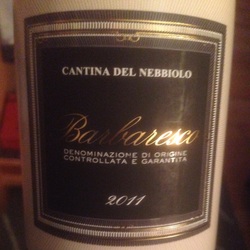 CANTINA DEL NEBBIOLO
Barbaresco
DENOMINAZIONE DI ORIGINE
CONTROLLATA E GARANTITA
2011